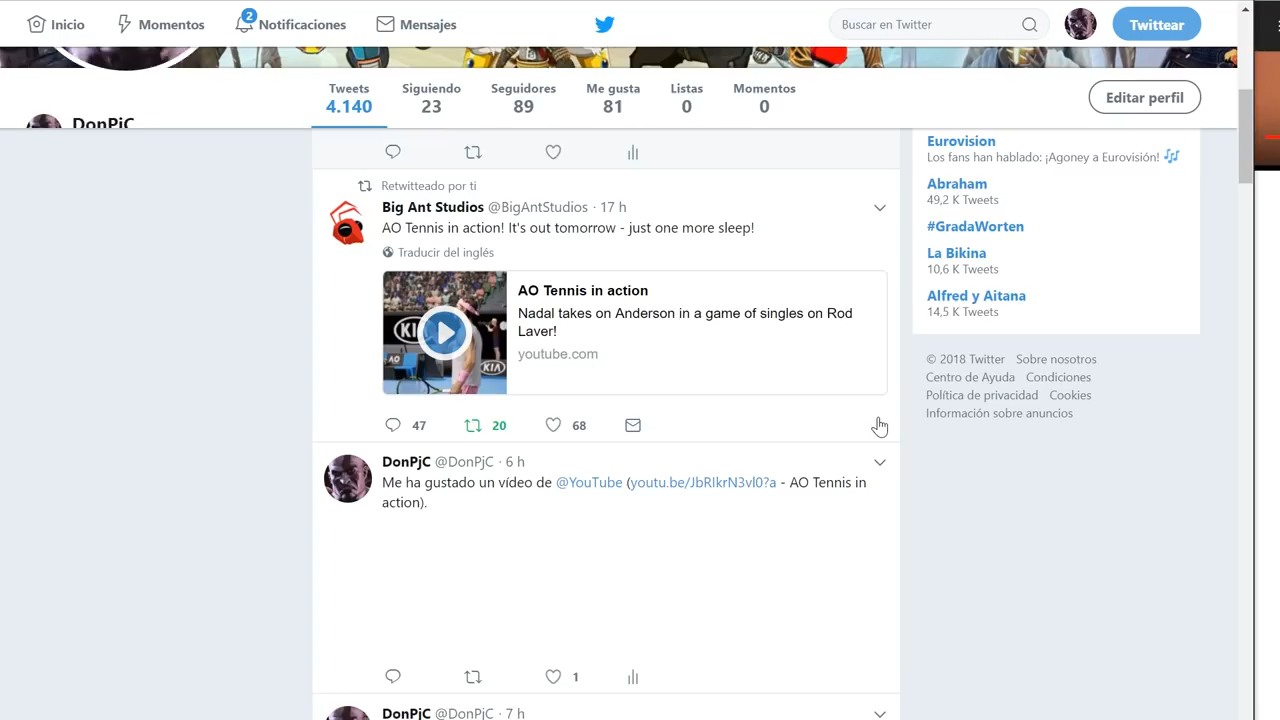 Inicio Momentos 2 Notificaciones Mensajes Buscar en Twitter Twittear
Tweets Siguiendo Seguidores Me gusta Listas Momentos
4.140 23 89 81 0 0
Editar perfil
DonPjC
Retwitteado por ti
Big Ant Studios @BigAntStudios · 17 h
AO Tennis in action! It's out tomorrow - just one more sleep!
Traducir del inglés
KIA
AO
KIA
AO Tennis in action
Nadal takes on Anderson in a game of singles on Rod
Laver!
youtube.com
47 20 68
DonPjC @DonPjC · 6 h
Me ha gustado un vídeo de @YouTube (youtu.be/JbRIkrN3vl0?a - AO Tennis in
action).
1
DonPjC @DonPjC · 7 h
Eurovision
Los fans han hablado: ¡Agoney a Eurovisión! 🎶
Abraham
49,2 K Tweets
#GradaWorten
La Bikina
10,6 K Tweets
Alfred y Aitana
14,5 K Tweets
© 2018 Twitter Sobre nosotros
Centro de Ayuda Condiciones
Política de privacidad Cookies
Información sobre anuncios